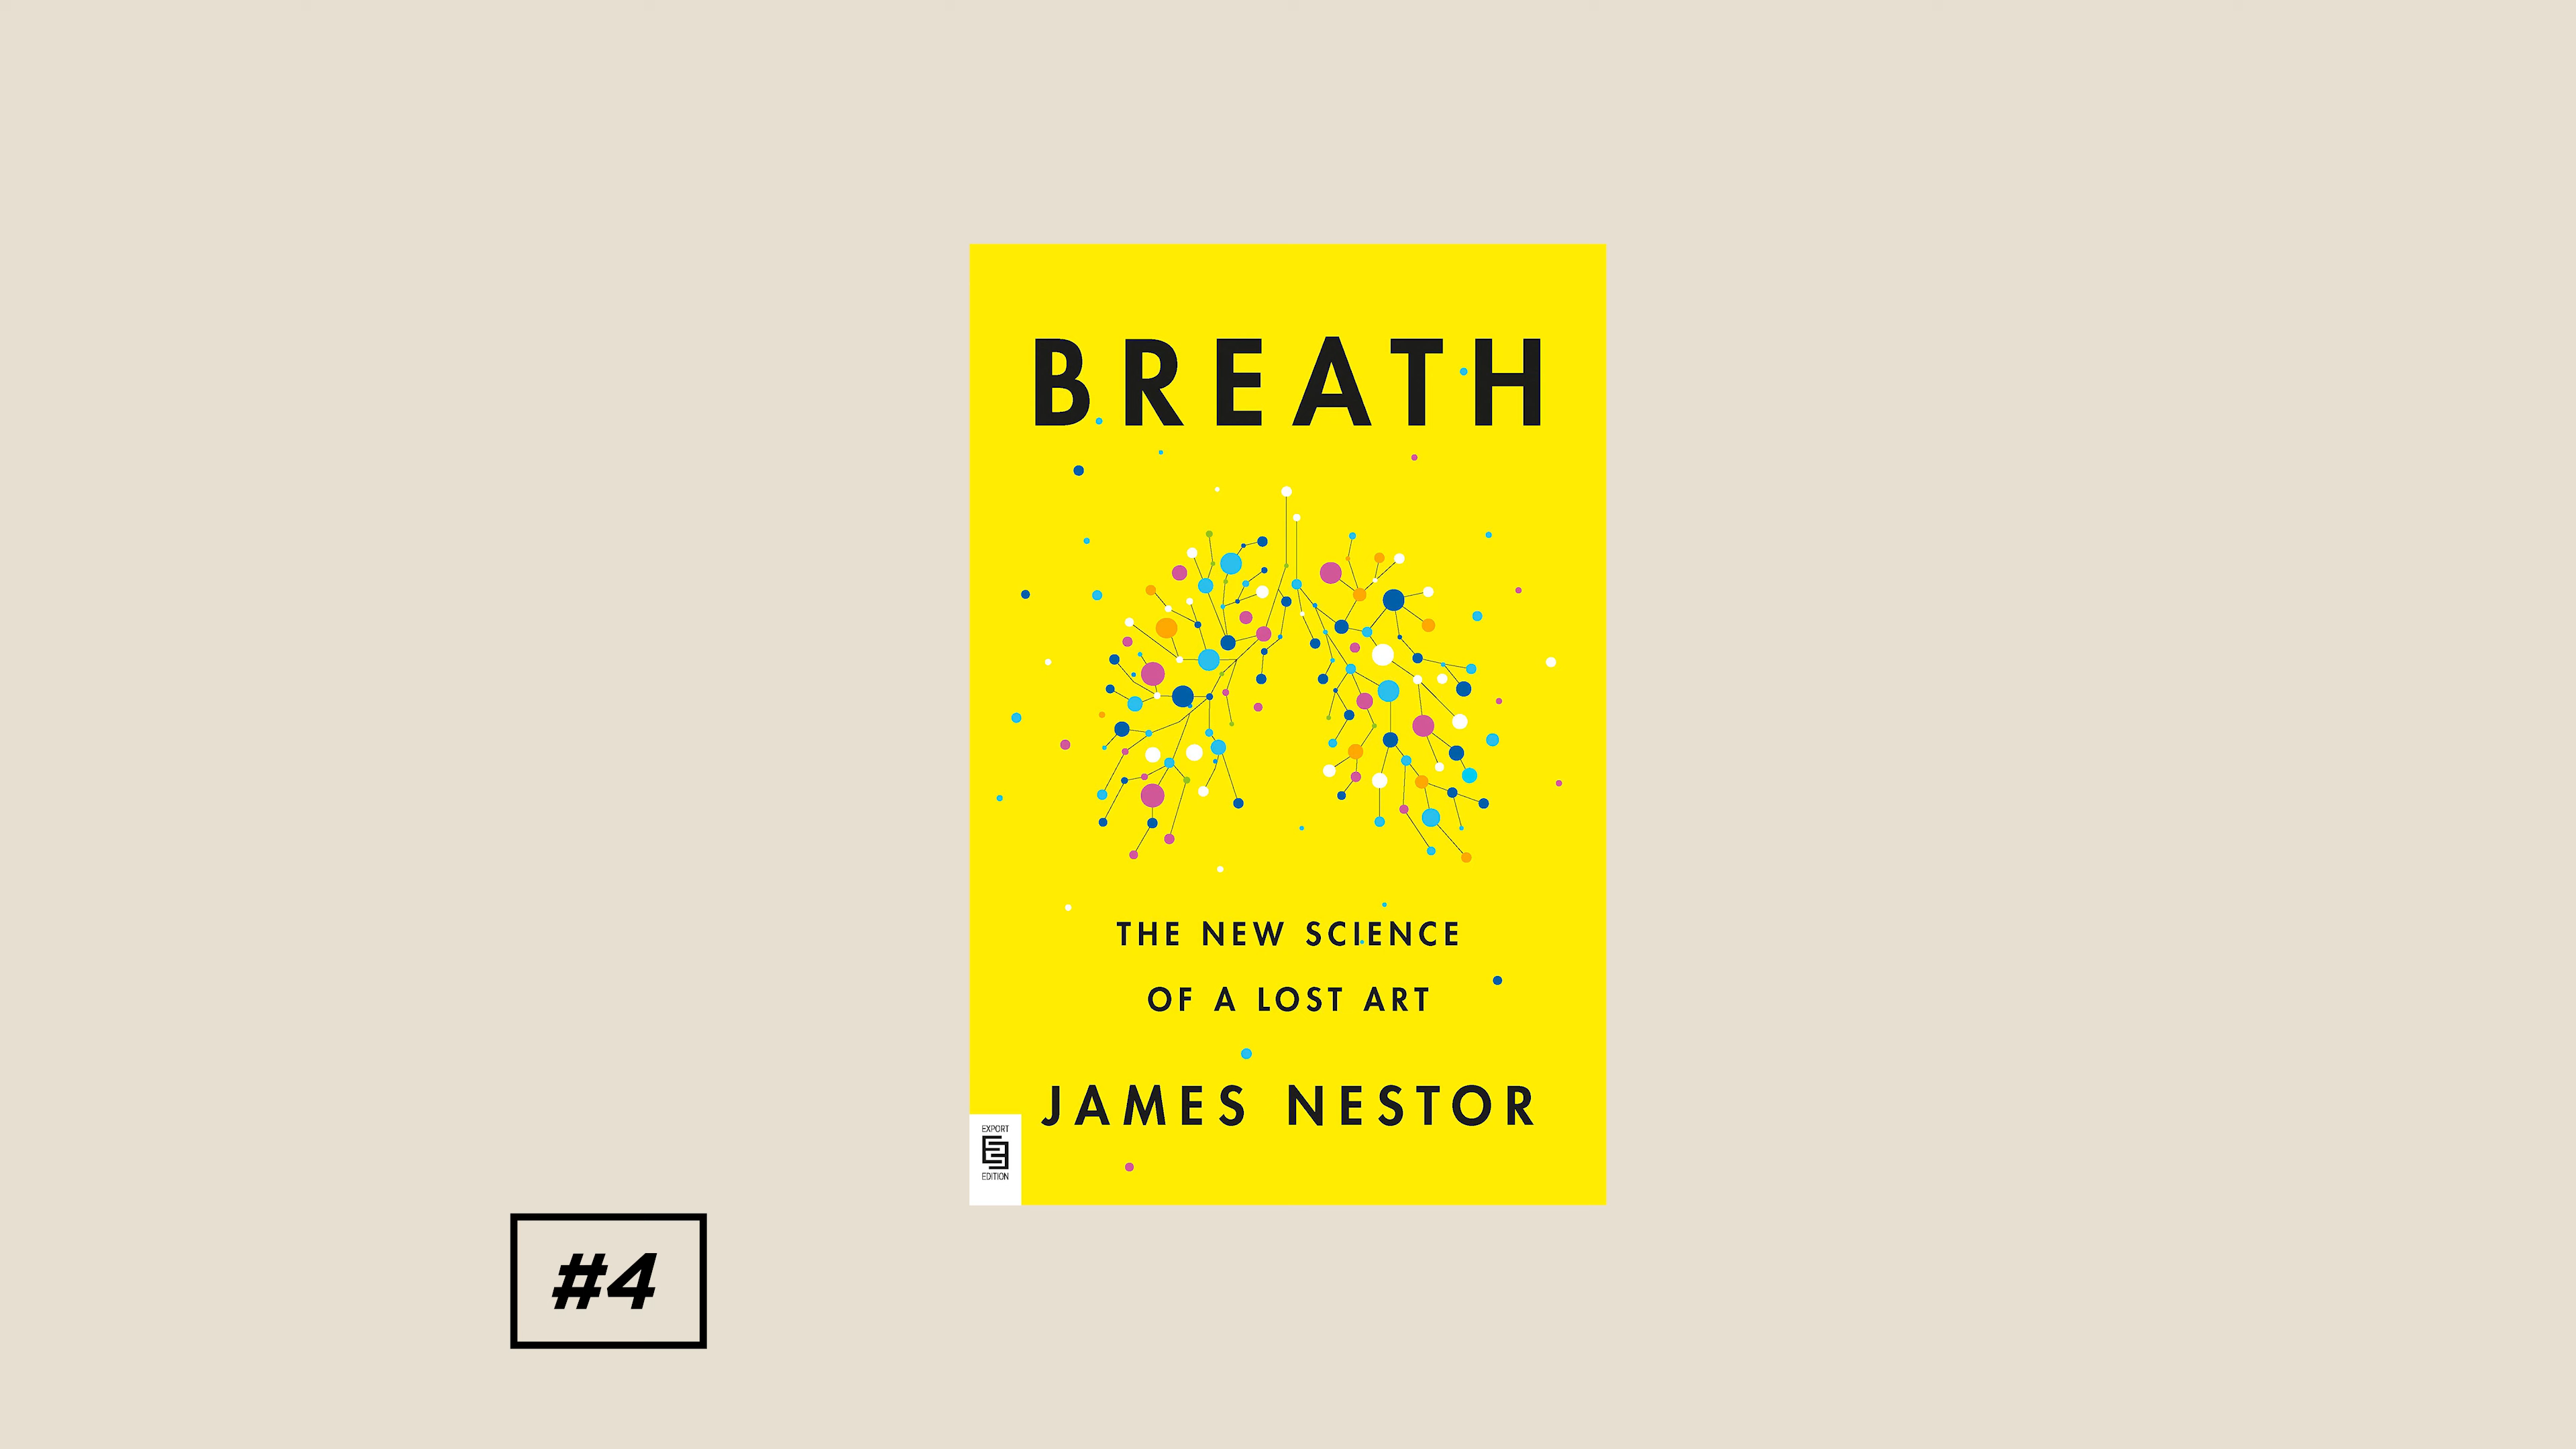 BREATH
THE NEW SCIENCE
OF A LOST ART
JAMES NESTOR
EXPORT
EDITION
#4